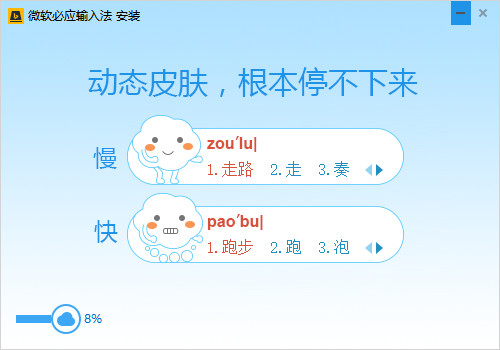 微软必应输入法 安装
动态皮肤，根本停不下来
慢
zou'lu|
1.走路 2.走 3.奏
快
pao'bu|
1.跑步 2.跑 3.泡
8%